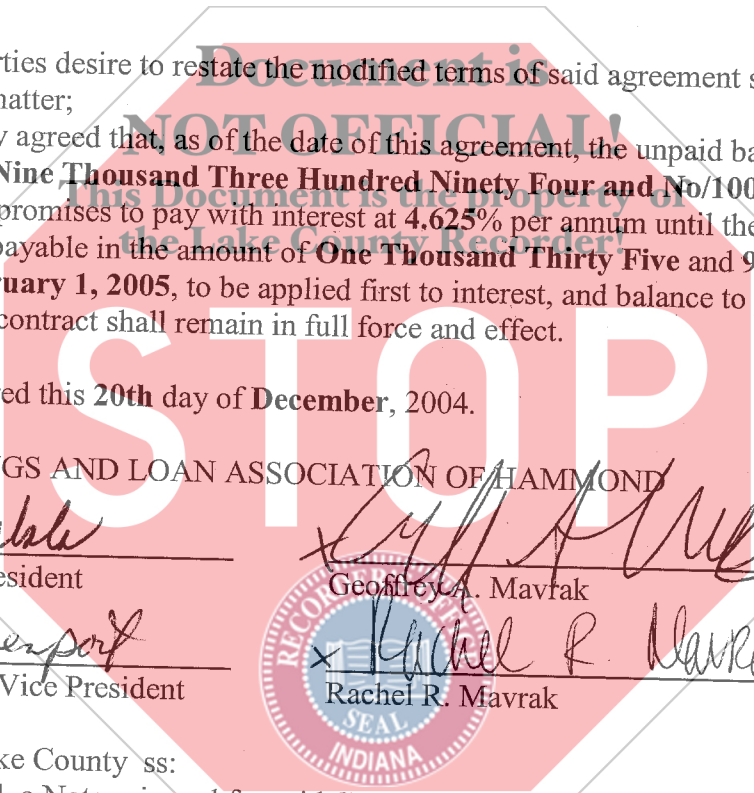 Document is
NOT OFFICIAL!
This Document is the property of
the Lake County Recorder!
STOP
rties desire to restate the modified terms of said agreement s
natter;
y agreed that, as of the date of this agreement, the unpaid ba
Nine Thousand Three Hundred Ninety Four and No/100
promises to pay with interest at 4.625% per annum until the
payable in the amount of One Thousand Thirty Five and 9
uary 1, 2005, to be applied first to interest, and balance to
contract shall remain in full force and effect.
ed this 20th day of December, 2004.
GS AND LOAN ASSOCIATION OF HAMMOND
esident
x
Geoffrey A. Mavrak
enport
Vice President
x Rachel R. Mavra
Rachel R. Mavrak
RECORDER'S OFFICE
SEAL
INDIANA
ke County ss: